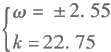 ω = ±2.55
k = 22.75